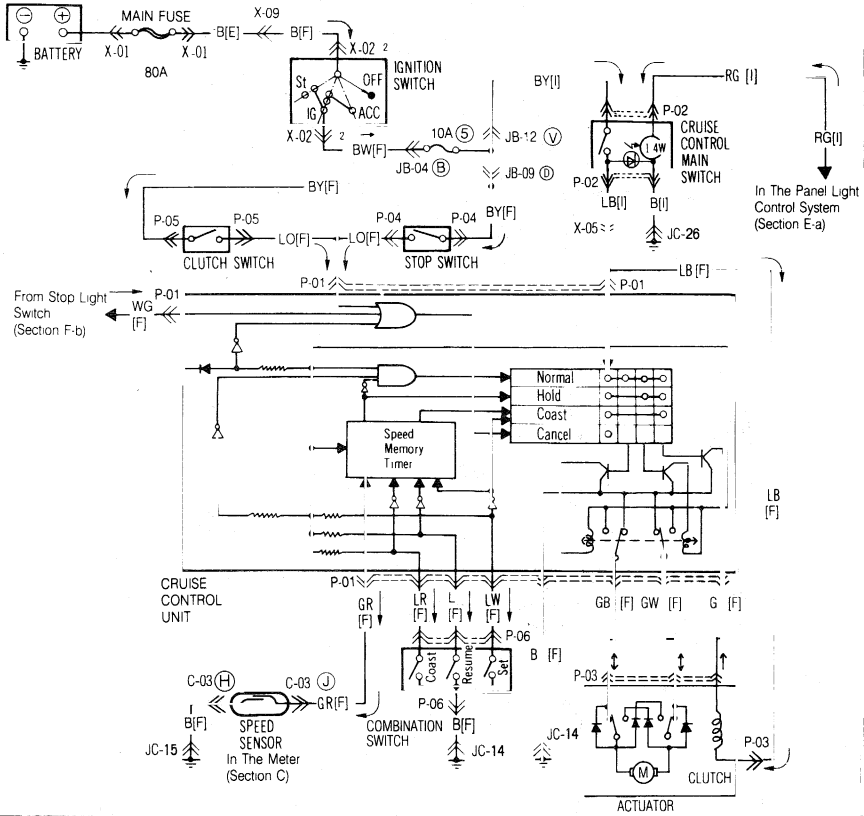 MAIN FUSE
X-09
B[E]
B[F]
X-02 2
BATTERY
X-01
X-01
80A
IGNITION
SWITCH
St
OFF
IG
ACC
X-02
2
BW[F]
10A
5
JB-04 B
BY[I]
JB-12 V
JB-09 D
BY[F]
RG [I]
P-02
1 4W
CRUISE
CONTROL
MAIN
SWITCH
P-02
LB[I]
B[I]
X-05
JC-26
RG[I]
In The Panel Light
Control System
(Section E-a)
BY[F]
P-05
P-05
LO[F]
LO[F]
P-04
P-04
CLUTCH SWITCH
STOP SWITCH
LB [F]
P-01
P-01
From Stop Light
Switch
(Section F-b)
P-01
WG
[F]
Normal
Hold
Coast
Cancel
Speed
Memory
Timer
LB
[F]
CRUISE
CONTROL
UNIT
P-01
GR
[F]
LR
[F]
L
[F]
LW
[F]
GB [F]
GW [F]
G [F]
P-06
B [F]
Coast
Resume
Set
P-03
C-03 H
C-03 J
GR[F]
P-06
B[F]
B[F]
COMBINATION
SWITCH
SPEED
SENSOR
In The Meter
(Section C)
JC-15
JC-14
JC-14
M
P-03
CLUTCH
ACTUATOR